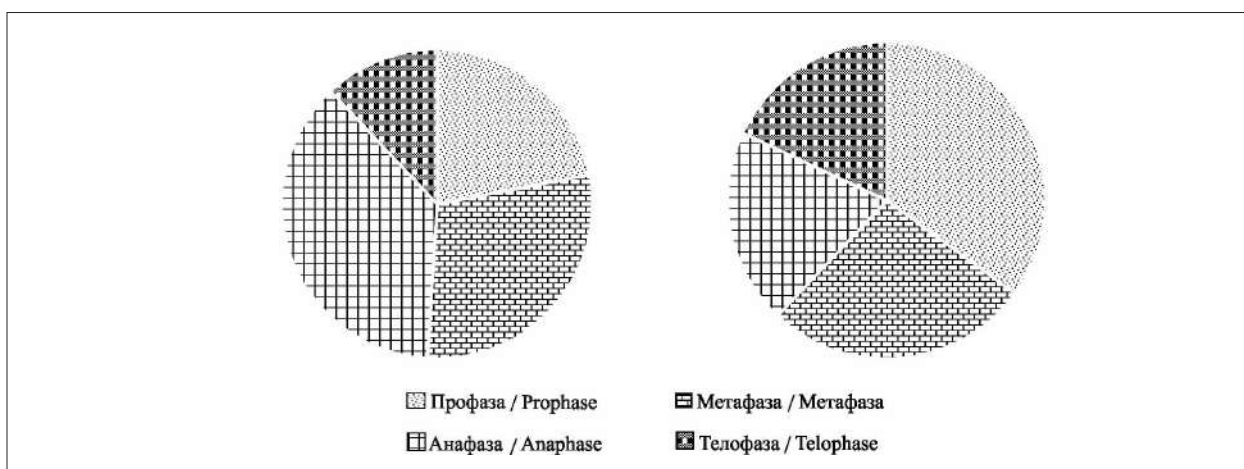 Профаза / Prophase
Метафаза / Метафаза
Анафаза / Anaphase
Телофаза / Telophase